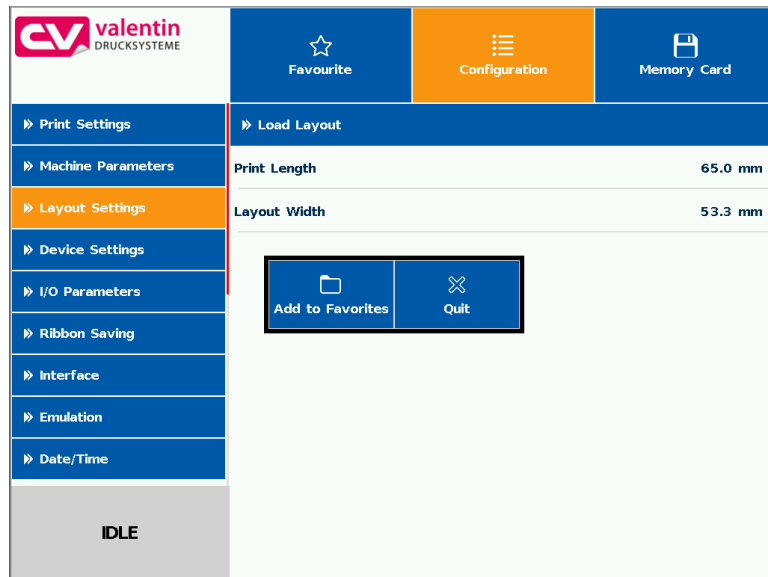 valentin
DRUCKSYSTEME
Favourite
Configuration
Memory Card
Print Settings
Machine Parameters
Layout Settings
Device Settings
I/O Parameters
Ribbon Saving
Interface
Emulation
Date/Time
IDLE
Load Layout
Print Length 65.0 mm
Layout Width 53.3 mm
Add to Favorites
Quit